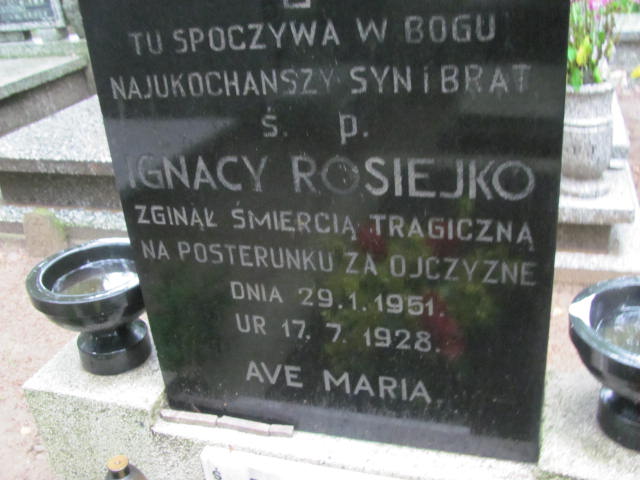 TU SPOCZYWA W BOGU
NAJUKOCHANSZY SYN I BRAT
Ś. P.
IGNACY ROSIEJKO
ZGINĄŁ ŚMIERCIĄ TRAGICZNĄ
NA POSTERUNKU ZA OJCZYZNE
DNIA 29.1.1951.
UR 17. 7. 1928.
AVE MARIA